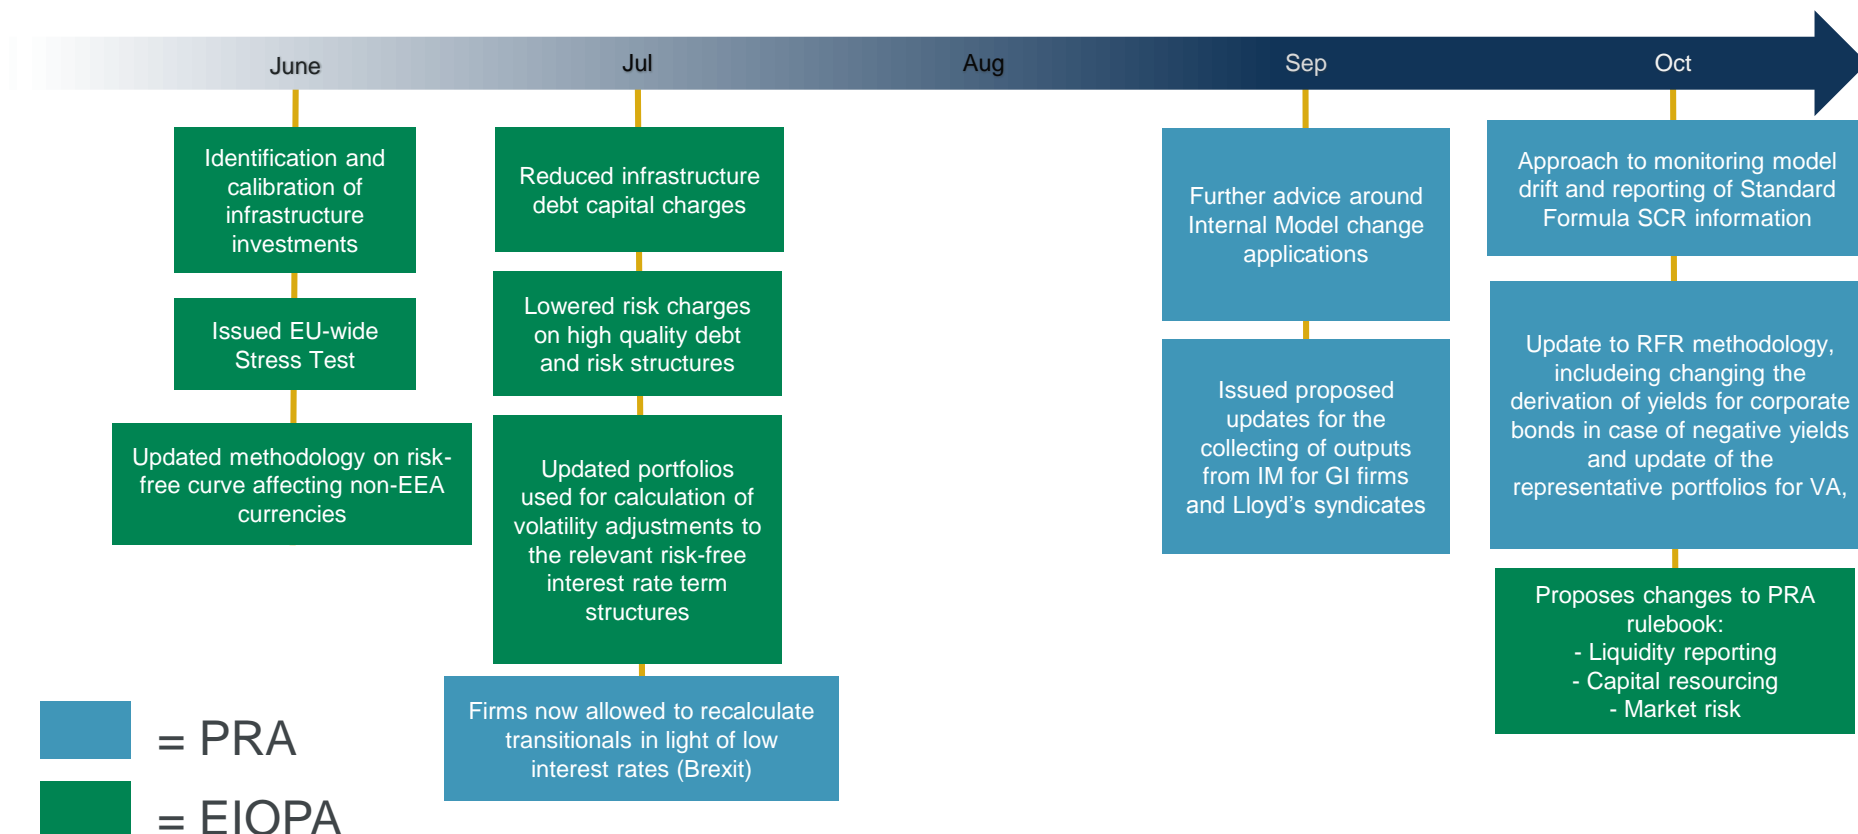 June
Jul
Aug
Sep
Oct
Identification and
calibration of
infrastructure
investments
Issued EU-wide
Stress Test
Updated methodology on risk-
free curve affecting non-EEA
currencies
Reduced infrastructure
debt capital charges
Lowered risk charges
on high quality debt
and risk structures
Updated portfolios
used for calculation of
volatility adjustments to
the relevant risk-free
interest rate term
structures
Firms now allowed to recalculate
transitionals in light of low
interest rates (Brexit)
Further advice around
Internal Model change
applications
Issued proposed
updates for the
collecting of outputs
from IM for GI firms
and Lloyd's syndicates
Approach to monitoring model
drift and reporting of Standard
Formula SCR information
Update to RFR methodology,
includeing changing the
derivation of yields for corporate
bonds in case of negative yields
and update of the
representative portfolios for VA,
Proposes changes to PRA
rulebook:
- Liquidity reporting
- Capital resourcing
- Market risk
= PRA
= EIOPA